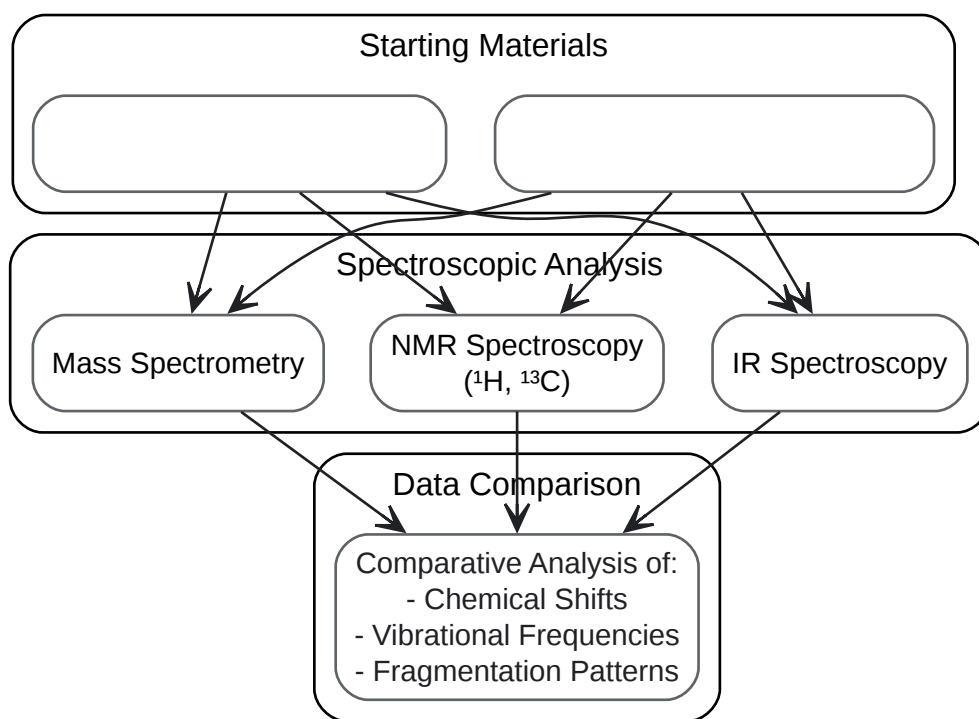 Starting Materials
Spectroscopic Analysis
Mass Spectrometry
NMR Spectroscopy
(¹H, ¹³C)
IR Spectroscopy
Data Comparison
Comparative Analysis of:
- Chemical Shifts
- Vibrational Frequencies
- Fragmentation Patterns